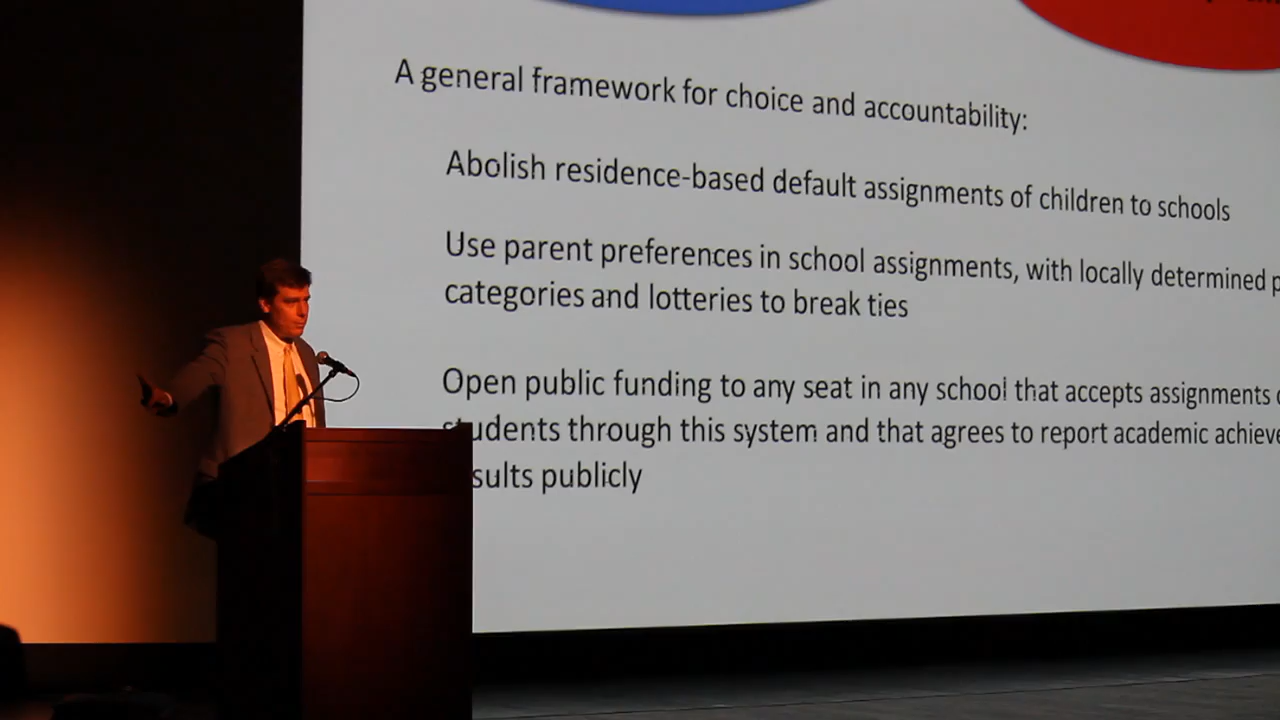 A general framework for choice and accountability:
Abolish residence-based default assignments of children to schools
Use parent preferences in school assignments, with locally determined
categories and lotteries to break ties
Open public funding to any seat in any school that accepts assignments
students through this system and that agrees to report academic
publicly